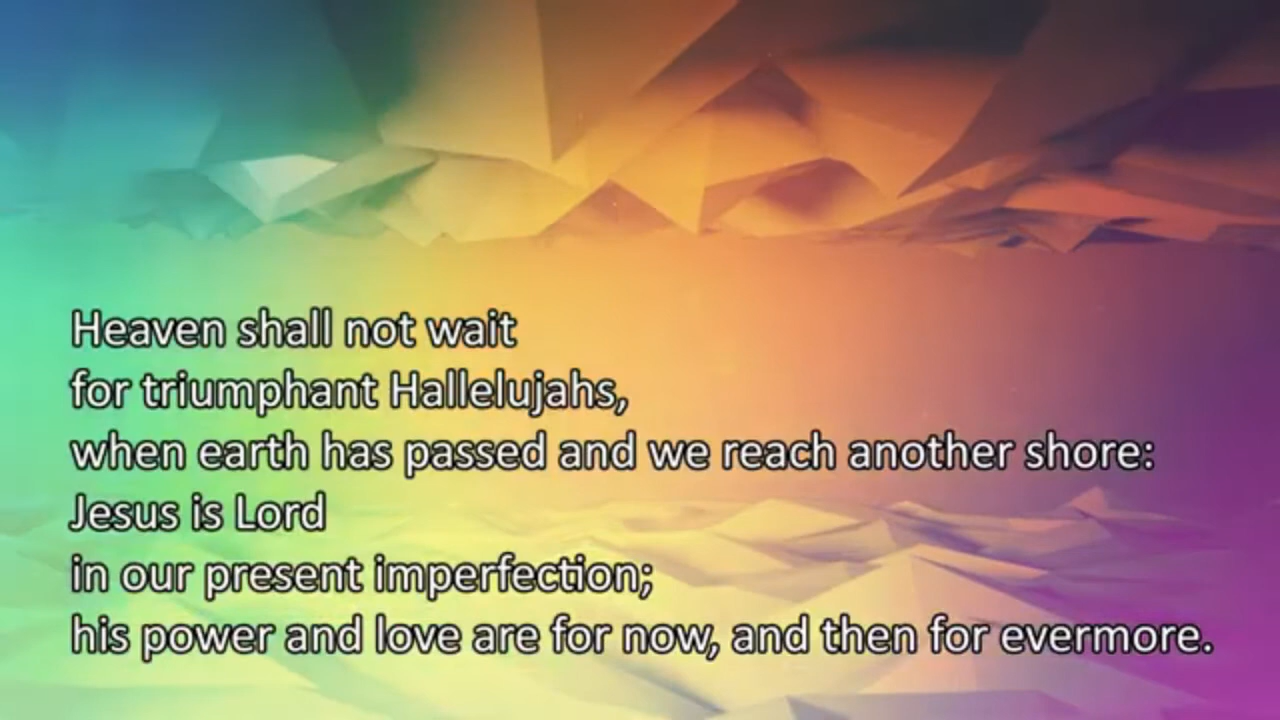 Heaven shall not wait
for triumphant Hallelujahs,
when earth has passed and we reach another shore:
Jesus is Lord
in our present imperfection;
his power and love are for now, and then for evermore.